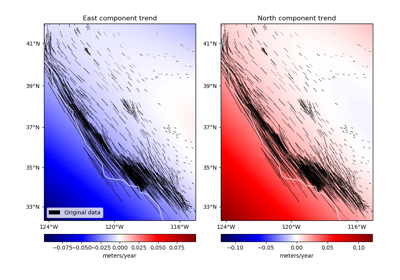 East component trend
North component trend
41°N
39°N
37°N
35°N
33°N
41°N
39°N
37°N
35°N
33°N
Original data
124°W
120°W
116°W
124°W
120°W
116°W
−0.075 −0.050 −0.025 0.000 0.025 0.050 0.075
−0.10 −0.05 0.00 0.05 0.10
meters/year
meters/year